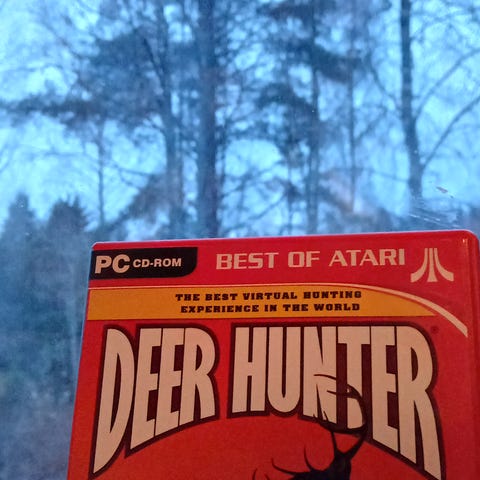 PC CD-ROM
BEST OF ATARI
THE BEST VIRTUAL HUNTING
EXPERIENCE IN THE WORLD
DEER HUNTER®